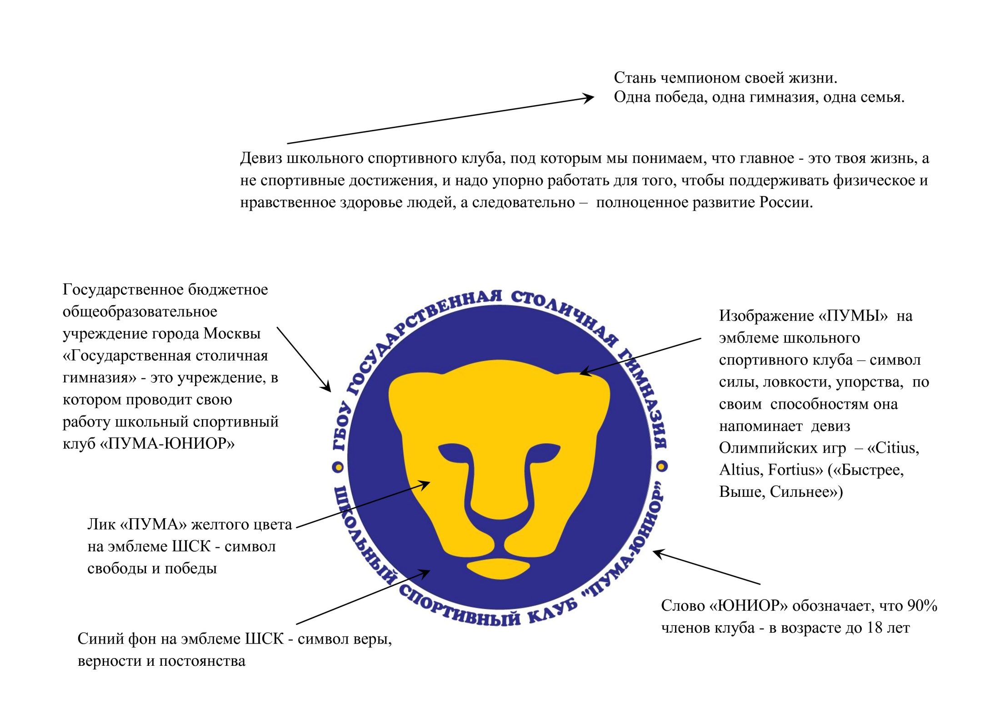 Стань чемпионом своей жизни.
Одна победа, одна гимназия, одна семья.
Девиз школьного спортивного клуба, под которым мы понимаем, что главное - это твоя жизнь, а
не спортивные достижения, и надо упорно работать для того, чтобы поддерживать физическое и
нравственное здоровье людей, а следовательно –  полноценное развитие России.
Государственное бюджетное
общеобразовательное
учреждение города Москвы
«Государственная столичная
гимназия» - это учреждение, в
котором проводит свою
работу школьный спортивный
клуб «ПУМА-ЮНИОР»
ГБОУ ГОСУДАРСТВЕННАЯ СТОЛИЧНАЯ ГИМНАЗИЯ
ШКОЛЬНЫЙ СПОРТИВНЫЙ КЛУБ "ПУМА-ЮНИОР"
Изображение «ПУМЫ»  на
эмблеме школьного
спортивного клуба – символ
силы, ловкости, упорства,  по
своим  способностям она
напоминает  девиз
Олимпийских игр  – «Citius,
Altius, Fortius» («Быстрее,
Выше, Сильнее»)
Лик «ПУМА» желтого цвета
на эмблеме ШСК - символ
свободы и победы
Синий фон на эмблеме ШСК - символ веры,
верности и постоянства
Слово «ЮНИОР» обозначает, что 90%
членов клуба - в возрасте до 18 лет